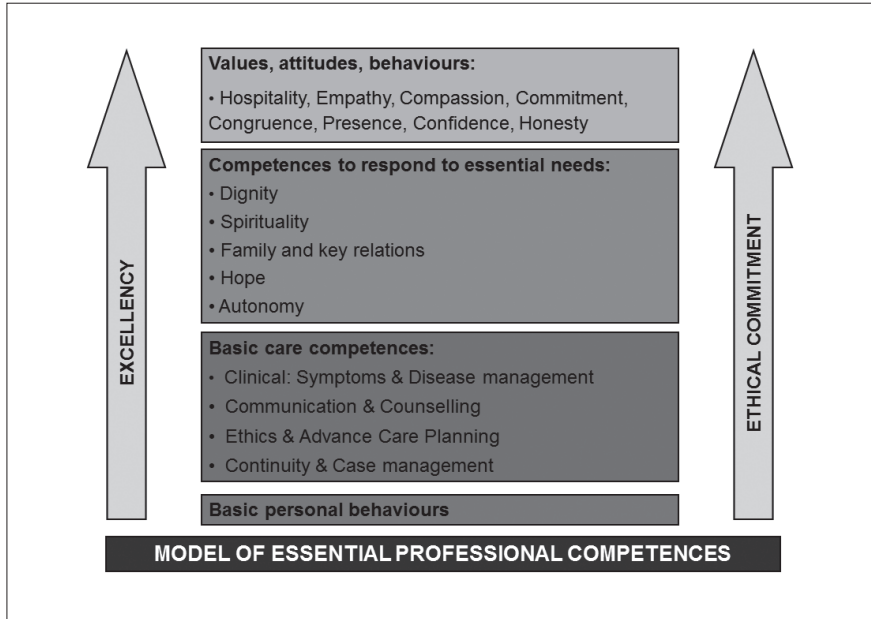 Values, attitudes, behaviours:
• Hospitality, Empathy, Compassion, Commitment,
Congruence, Presence, Confidence, Honesty
Competences to respond to essential needs:
• Dignity
• Spirituality
• Family and key relations
• Hope
• Autonomy
Basic care competences:
• Clinical: Symptoms & Disease management
• Communication & Counselling
• Ethics & Advance Care Planning
• Continuity & Case management
Basic personal behaviours
EXCELLENCY
ETHICAL COMMITMENT
MODEL OF ESSENTIAL PROFESSIONAL COMPETENCES